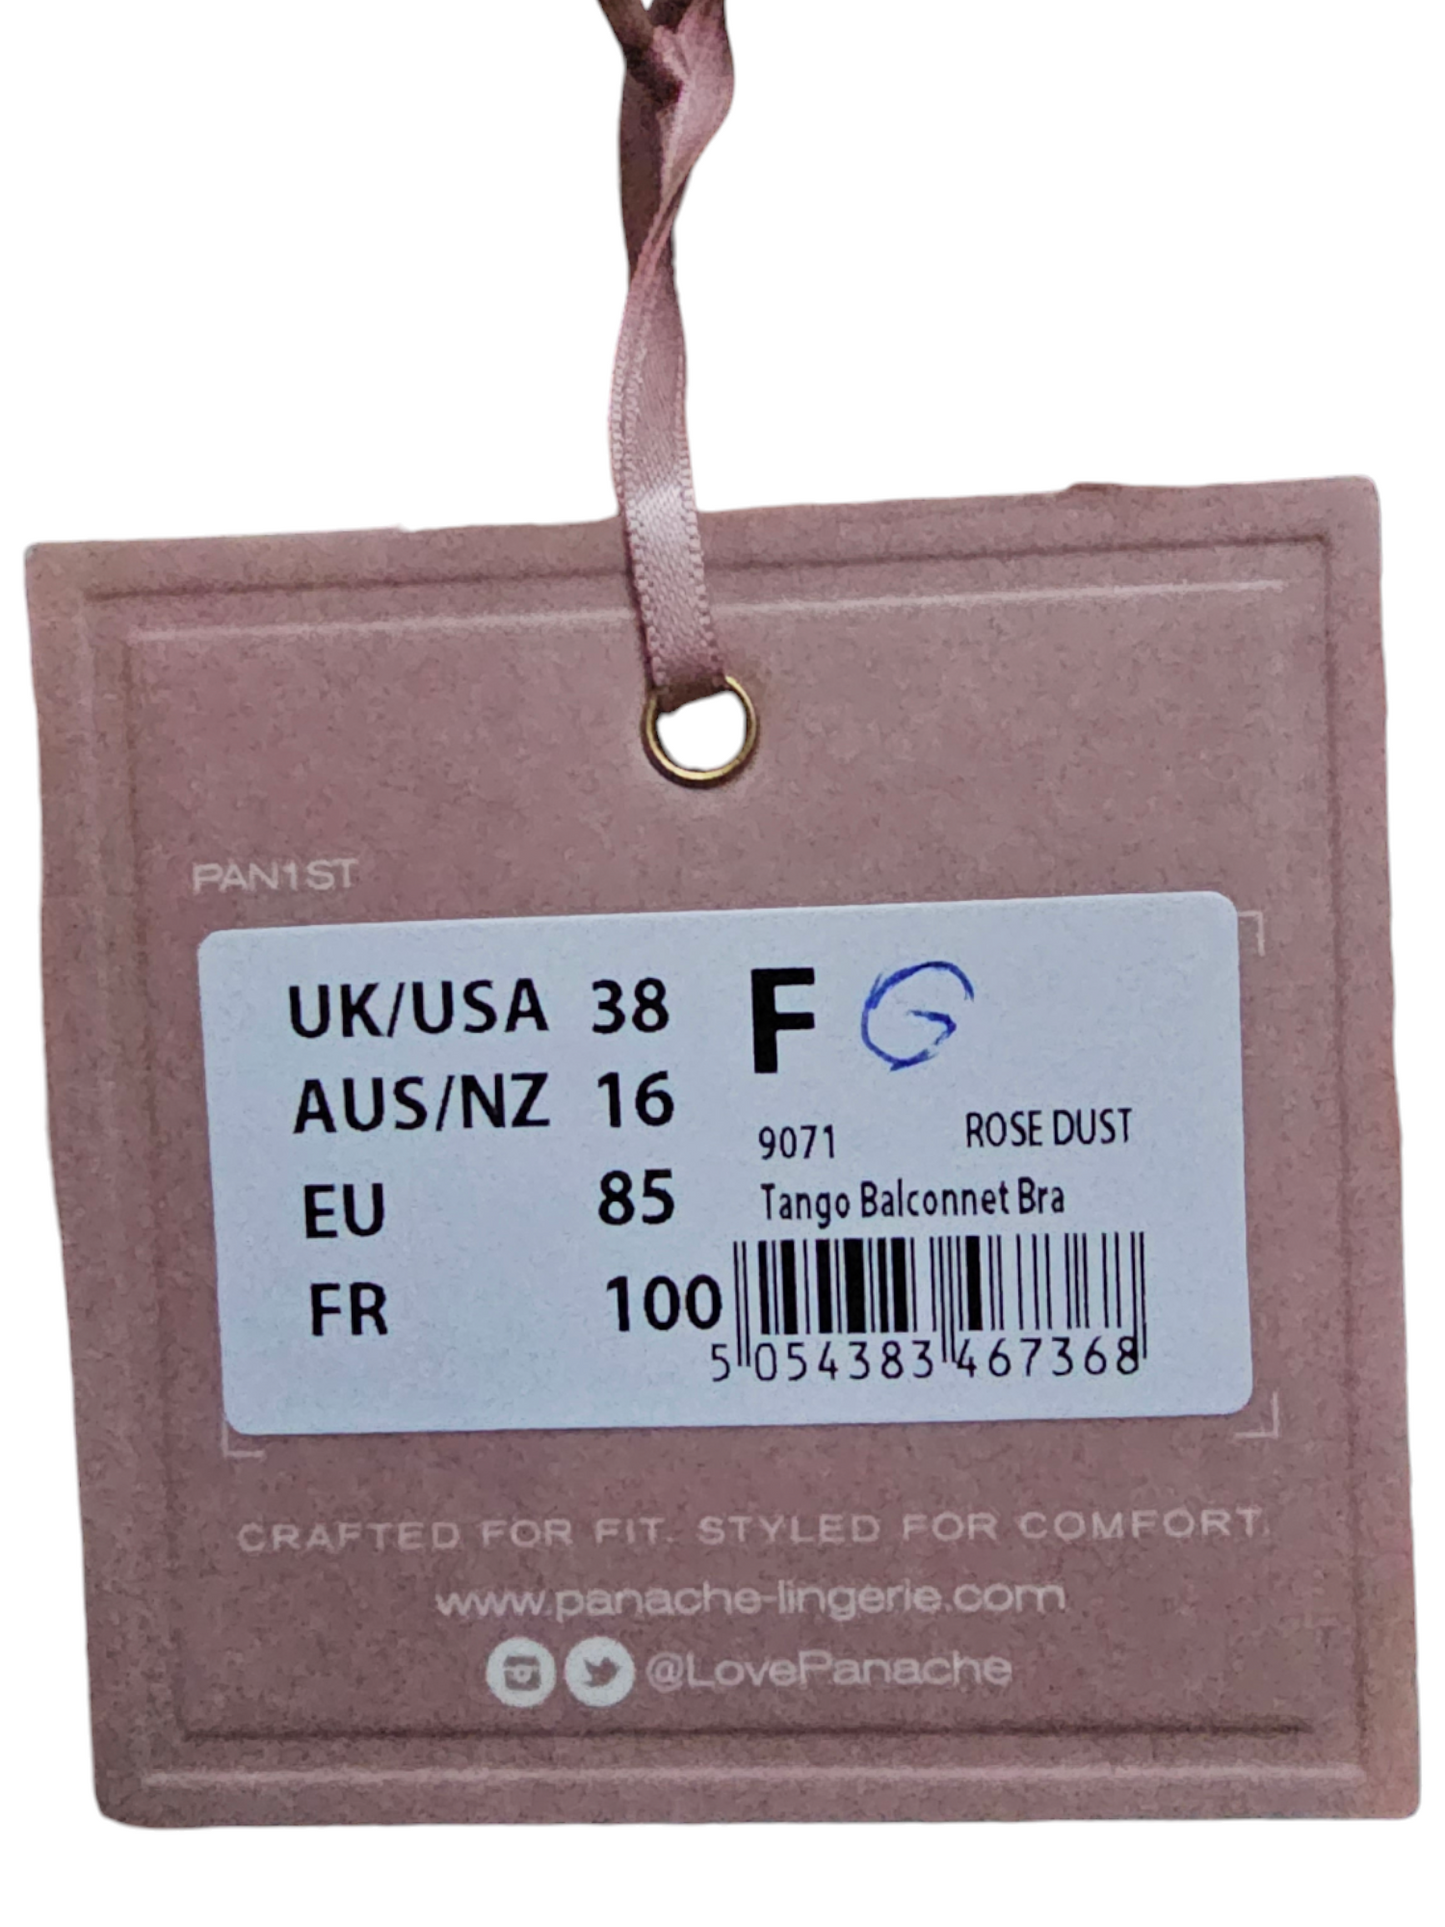 PAN1ST
UK/USA 38 F G
AUS/NZ 16
9071 ROSE DUST
EU 85
Tango Balconnet Bra
FR 100
5 054383 467368
CRAFTED FOR FIT. STYLED FOR COMFORT.
www.panache-lingerie.com
@LovePanache